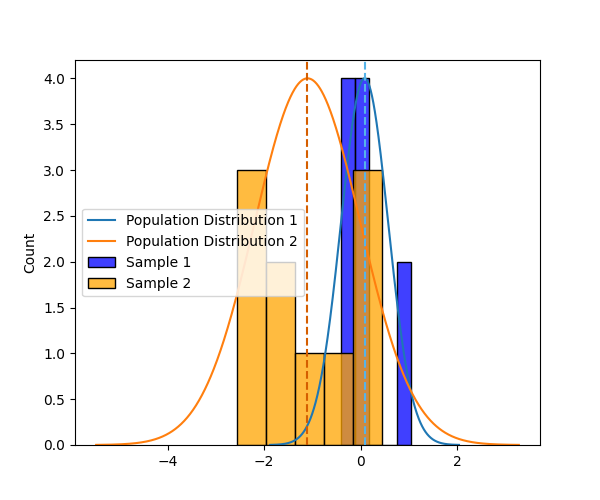 4.0
3.5
3.0
2.5
2.0
1.5
1.0
0.5
0.0
Count
Population Distribution 1
Population Distribution 2
Sample 1
Sample 2
−4
−2
0
2